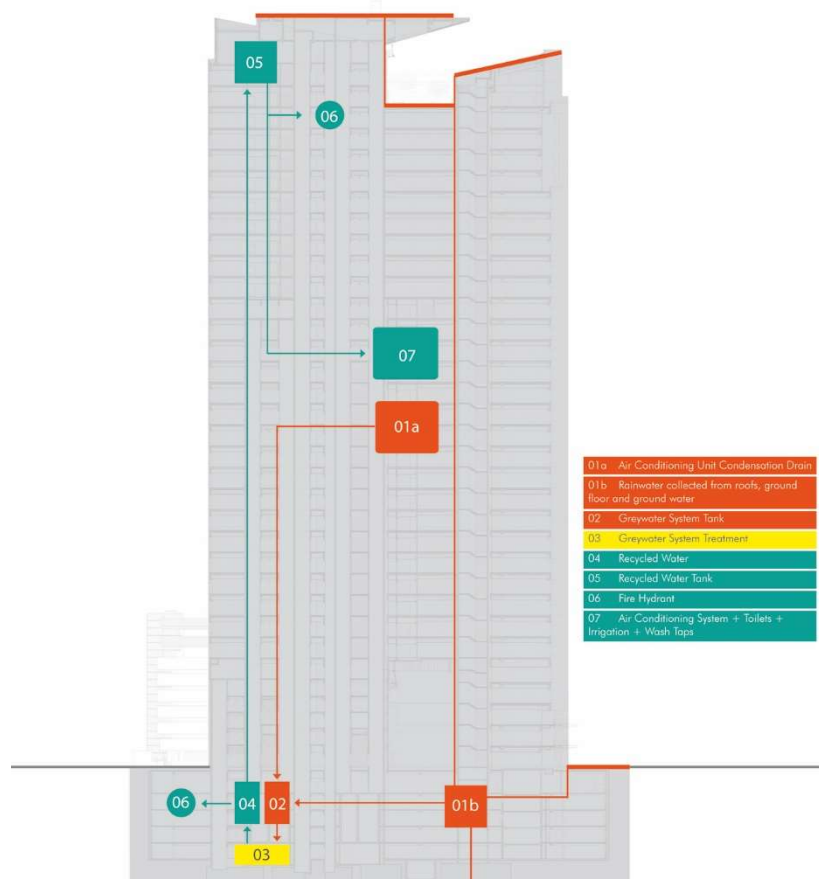 05
06
07
01a
01a Air Conditioning Unit Condensation Drain
01b Rainwater collected from roofs, ground
floor and ground water
02 Greywater System Tank
03 Greywater System Treatment
04 Recycled Water
05 Recycled Water Tank
06 Fire Hydrant
07 Air Conditioning System + Toilets +
Irrigation + Wash Taps
06
04
02
01b
03